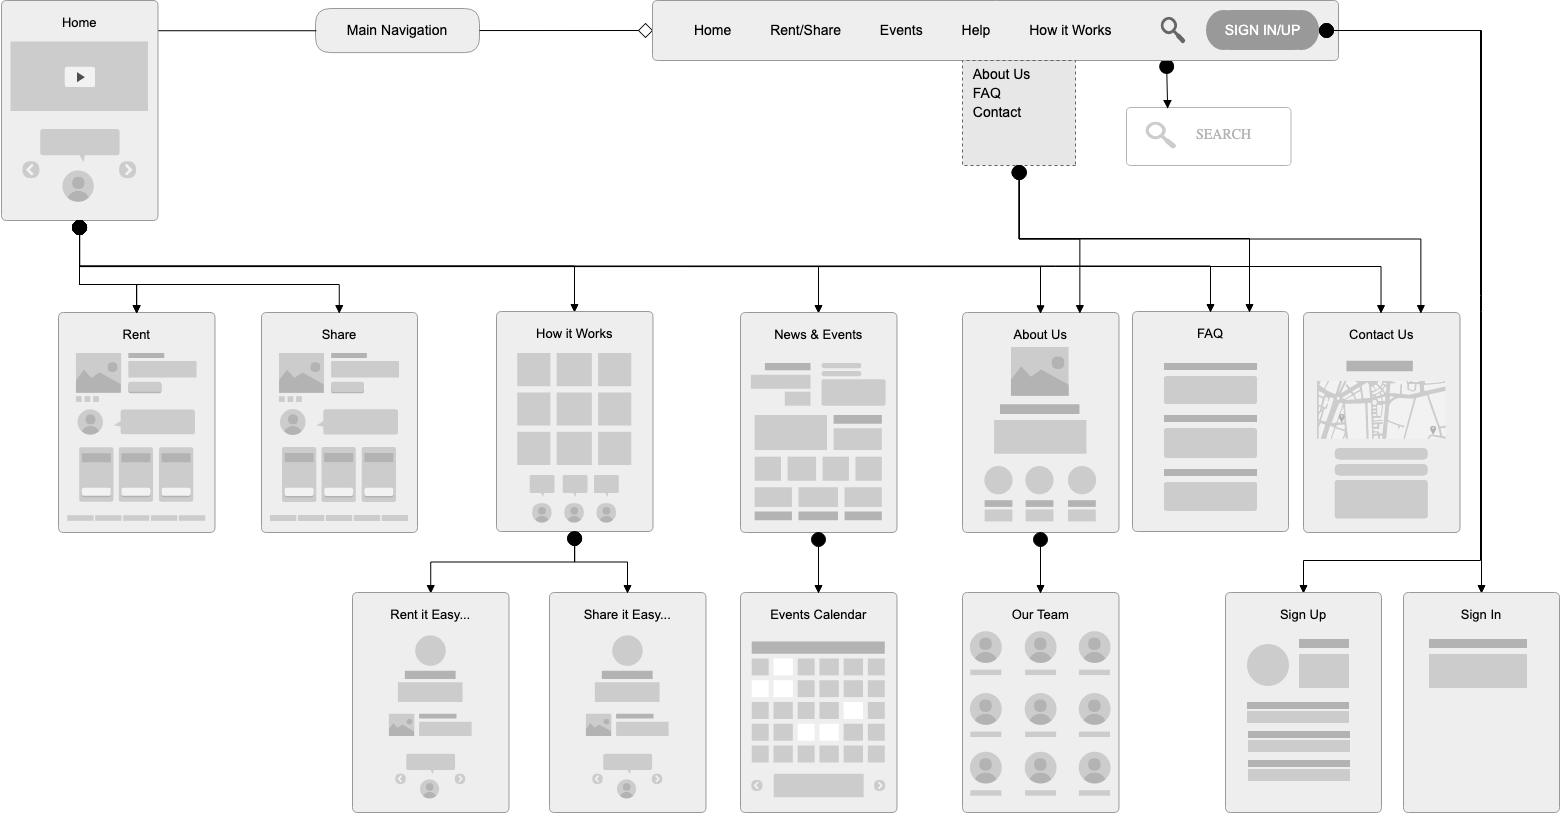 Home
Main Navigation
Home
Rent/Share
Events
Help
How it Works
SIGN IN/UP
About Us
FAQ
Contact
SEARCH
Rent
Share
How it Works
News & Events
About Us
FAQ
Contact Us
Rent it Easy...
Share it Easy...
Events Calendar
Our Team
Sign Up
Sign In